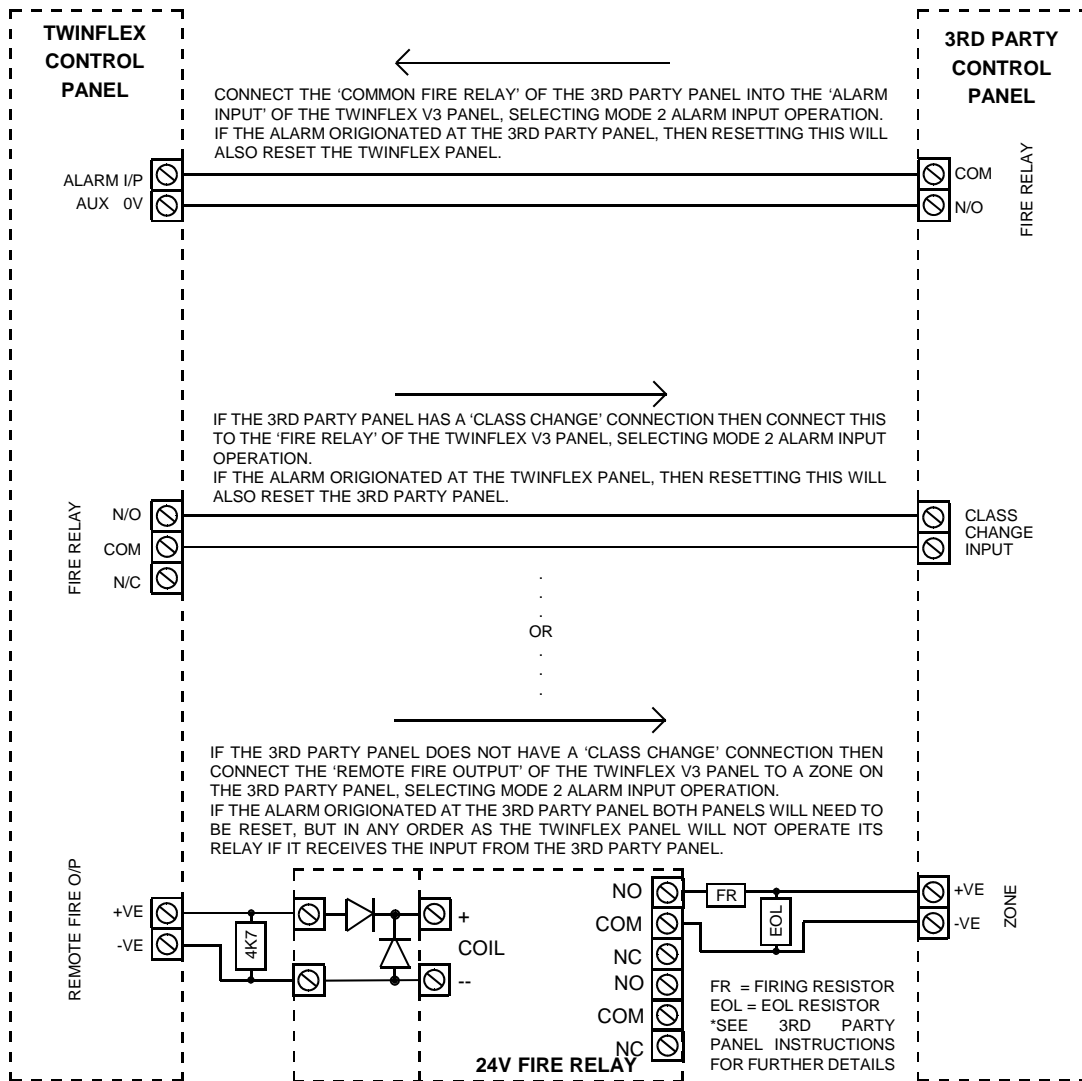 TWINFLEX
CONTROL
PANEL
3RD PARTY
CONTROL
PANEL
CONNECT THE ‘COMMON FIRE RELAY’ OF THE 3RD PARTY PANEL INTO THE ‘ALARM
INPUT’ OF THE TWINFLEX V3 PANEL, SELECTING MODE 2 ALARM INPUT OPERATION.
IF THE ALARM ORIGIONATED AT THE 3RD PARTY PANEL, THEN RESETTING THIS WILL
ALSO RESET THE TWINFLEX PANEL.
ALARM I/P
AUX 0V
COM
N/O
FIRE RELAY
IF THE 3RD PARTY PANEL HAS A ‘CLASS CHANGE’ CONNECTION THEN CONNECT THIS
TO THE ‘FIRE RELAY’ OF THE TWINFLEX V3 PANEL, SELECTING MODE 2 ALARM INPUT
OPERATION.
IF THE ALARM ORIGIONATED AT THE TWINFLEX PANEL, THEN RESETTING THIS WILL
ALSO RESET THE 3RD PARTY PANEL.
FIRE RELAY
N/O
COM
N/C
CLASS
CHANGE
INPUT
OR
IF THE 3RD PARTY PANEL DOES NOT HAVE A ‘CLASS CHANGE’ CONNECTION THEN
CONNECT THE ‘REMOTE FIRE OUTPUT’ OF THE TWINFLEX V3 PANEL TO A ZONE ON
THE 3RD PARTY PANEL, SELECTING MODE 2 ALARM INPUT OPERATION.
IF THE ALARM ORIGIONATED AT THE 3RD PARTY PANEL BOTH PANELS WILL NEED TO
BE RESET, BUT IN ANY ORDER AS THE TWINFLEX PANEL WILL NOT OPERATE ITS
RELAY IF IT RECEIVES THE INPUT FROM THE 3RD PARTY PANEL.
REMOTE FIRE O/P
+VE
-VE
4K7
+
COIL
--
NO
COM
NC
NO
COM
NC
24V FIRE RELAY
FR
EOL
+VE
-VE
ZONE
FR = FIRING RESISTOR
EOL = EOL RESISTOR
*SEE 3RD PARTY
PANEL INSTRUCTIONS
FOR FURTHER DETAILS